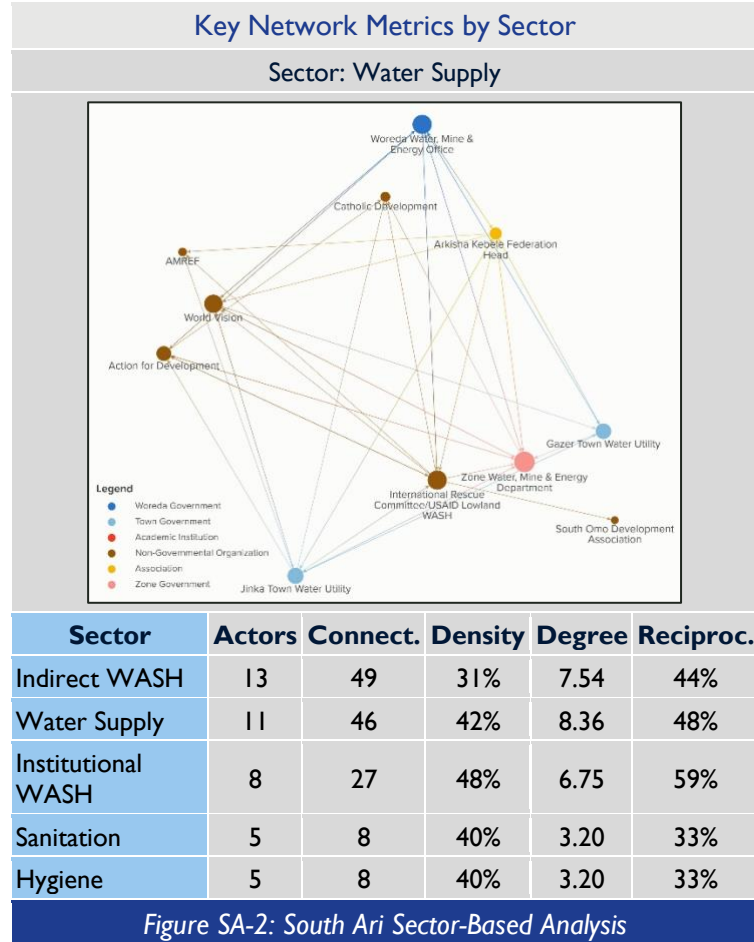 Key Network Metrics by Sector
Sector: Water Supply
Woreda Water, Mine &
Energy Office
Catholic Development
Arkisha Kebele Federation
Head
AMREF
World Vision
Action for Development
Gazer Town Water Utility
Zone Water, Mine & Energy
Department
International Rescue
Committee/USAID Lowland
WASH
South Omo Development
Association
Jinka Town Water Utility
Legend
Woreda Government
Town Government
Academic Institution
Non-Governmental Organization
Association
Zone Government
Sector Actors Connect. Density Degree Reciproc.
Indirect WASH 13 49 31% 7.54 44%
Water Supply 11 46 42% 8.36 48%
Institutional
WASH 8 27 48% 6.75 59%
Sanitation 5 8 40% 3.20 33%
Hygiene 5 8 40% 3.20 33%
Figure SA-2: South Ari Sector-Based Analysis